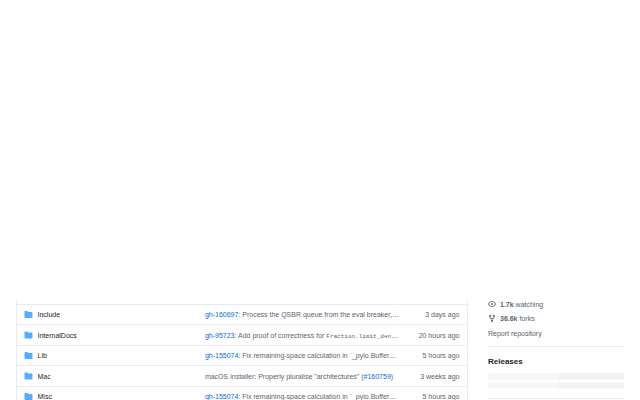 Include gh-160697: Process the QSBR queue from the eval breaker,... 3 days ago
InternalDocs gh-95723: Add proof of correctness for Fraction.limit_den... 20 hours ago
Lib gh-155074: Fix remaining-space calculation in `_pyio.Buffer... 5 hours ago
Mac macOS installer: Properly pluralise "architectures" (#160759) 3 weeks ago
Misc gh-155074: Fix remaining-space calculation in `_pyio.Buffer... 5 hours ago
1.7k watching
36.6k forks
Report repository
Releases